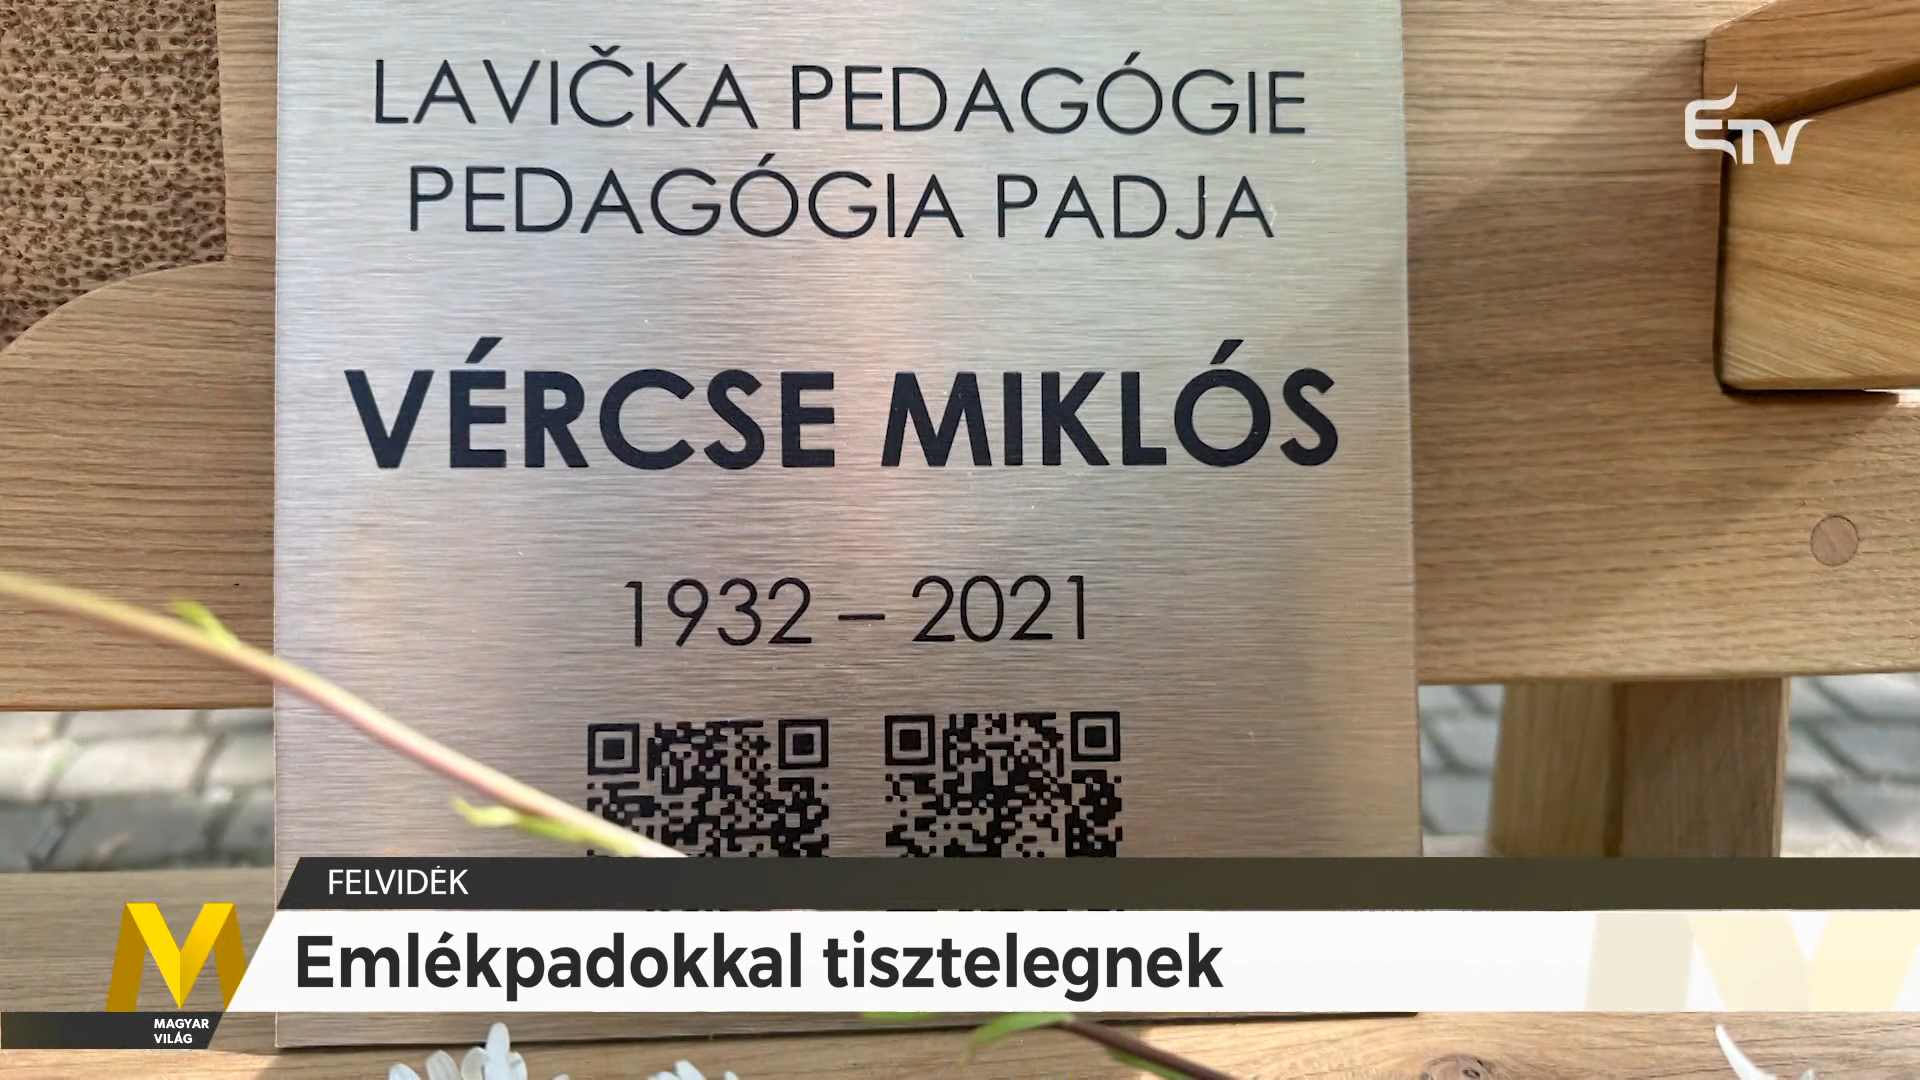 LAVIČKA PEDAGÓGIE
PEDAGÓGIA PADJA
ETV
VÉRCSE MIKLÓS
1932 – 2021
FELVIDÉK
Emlékpadokkal tisztelegnek
MAGYAR
VILÁG